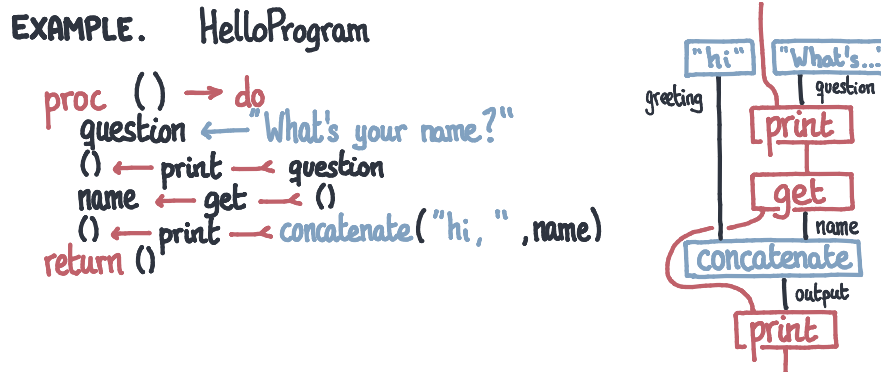 EXAMPLE. HelloProgram
proc () → do
question ← "What's your name?"
() ← print ⤙ question
name ← get ⤙ ()
() ← print ⤙ concatenate("hi, ", name)
return ()
"hi"
"What's..."
greeting
question
print
get
name
concatenate
output
print